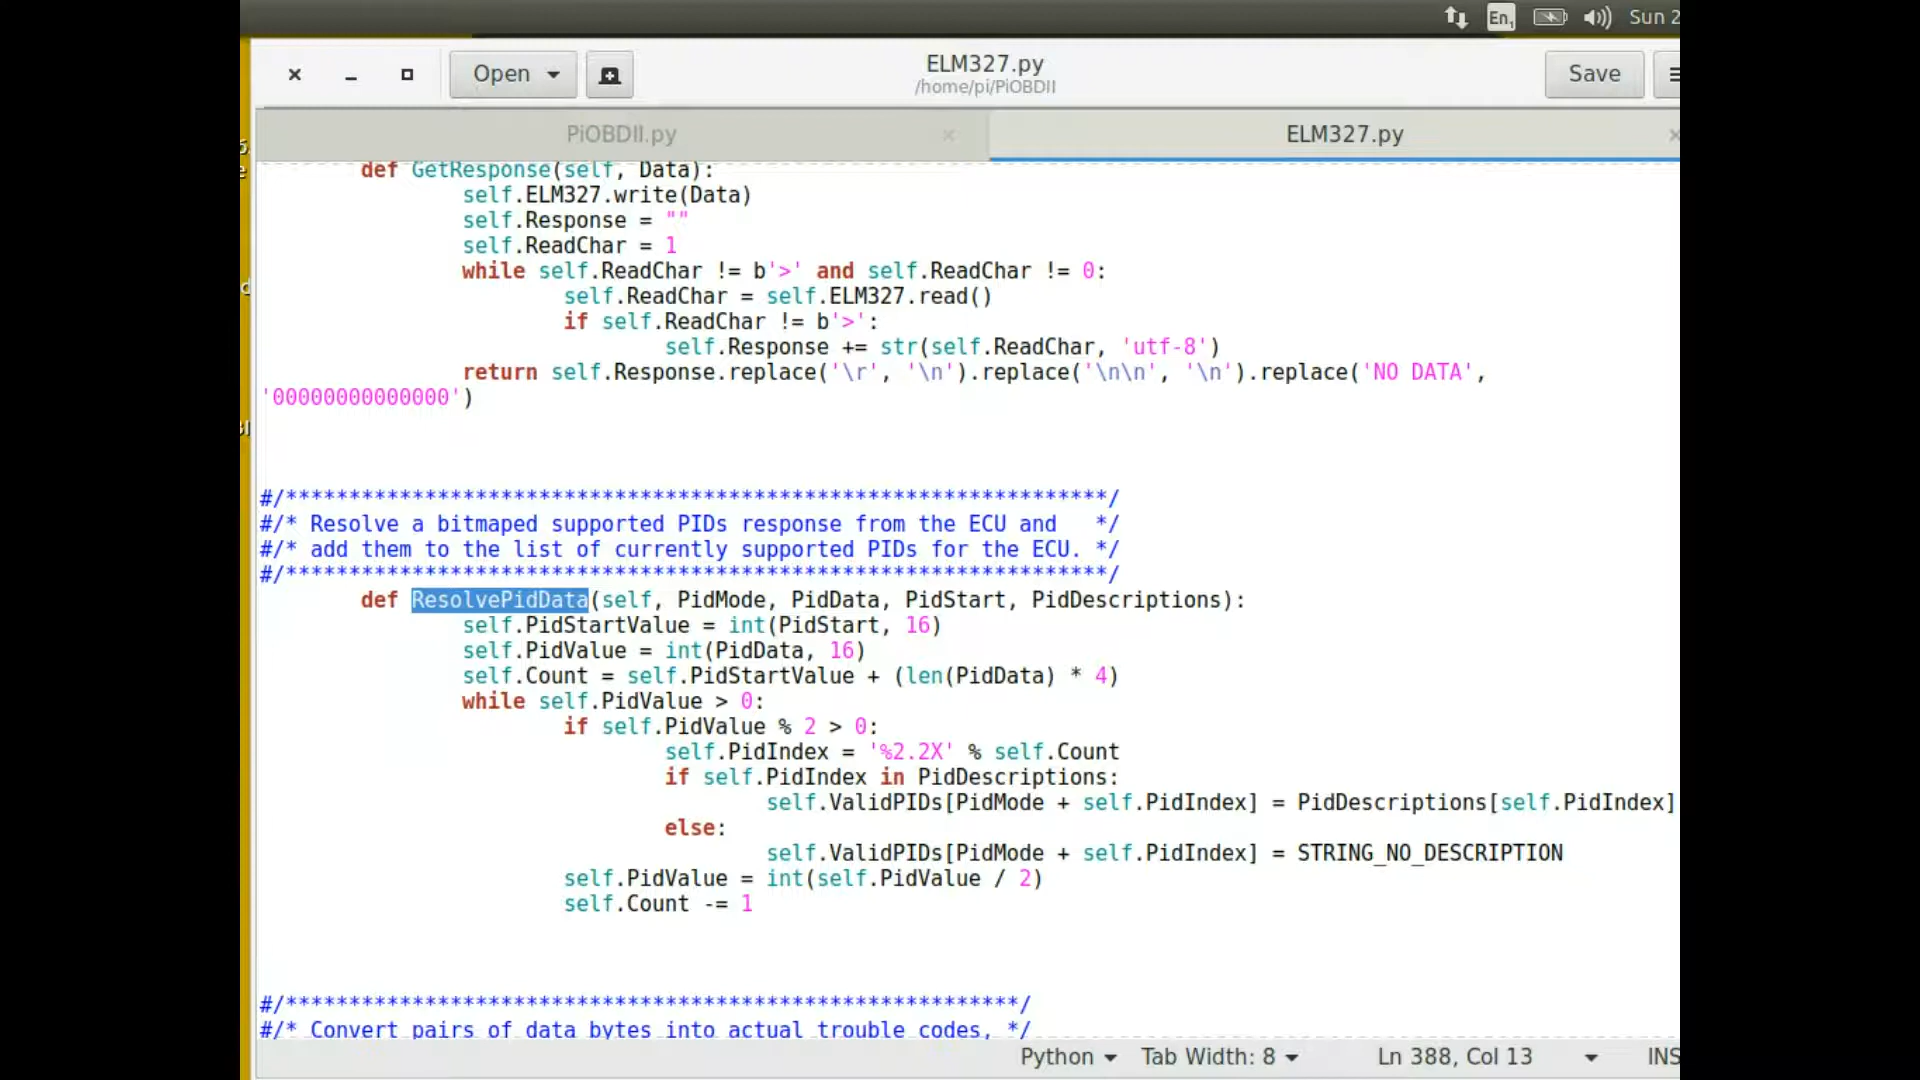 En1 Sun 2
Open ELM327.py Save
/home/pi/PiOBDII
PiOBDII.py × ELM327.py ×
def GetResponse(self, Data):
self.ELM327.write(Data)
self.Response = ""
self.ReadChar = 1
while self.ReadChar != b'>' and self.ReadChar != 0:
self.ReadChar = self.ELM327.read()
if self.ReadChar != b'>':
self.Response += str(self.ReadChar, 'utf-8')
return self.Response.replace('\r', '\n').replace('\n\n', '\n').replace('NO DATA',
'00000000000000')
#/*****************************************************************/
#/* Resolve a bitmaped supported PIDs response from the ECU and   */
#/* add them to the list of currently supported PIDs for the ECU. */
#/*****************************************************************/
def ResolvePidData(self, PidMode, PidData, PidStart, PidDescriptions):
self.PidStartValue = int(PidStart, 16)
self.PidValue = int(PidData, 16)
self.Count = self.PidStartValue + (len(PidData) * 4)
while self.PidValue > 0:
if self.PidValue % 2 > 0:
self.PidIndex = '%2.2X' % self.Count
if self.PidIndex in PidDescriptions:
self.ValidPIDs[PidMode + self.PidIndex] = PidDescriptions[self.PidIndex]
else:
self.ValidPIDs[PidMode + self.PidIndex] = STRING_NO_DESCRIPTION
self.PidValue = int(self.PidValue / 2)
self.Count -= 1
#/**********************************************************/
#/* Convert pairs of data bytes into actual trouble codes, */
Python Tab Width: 8 Ln 388, Col 13 INS